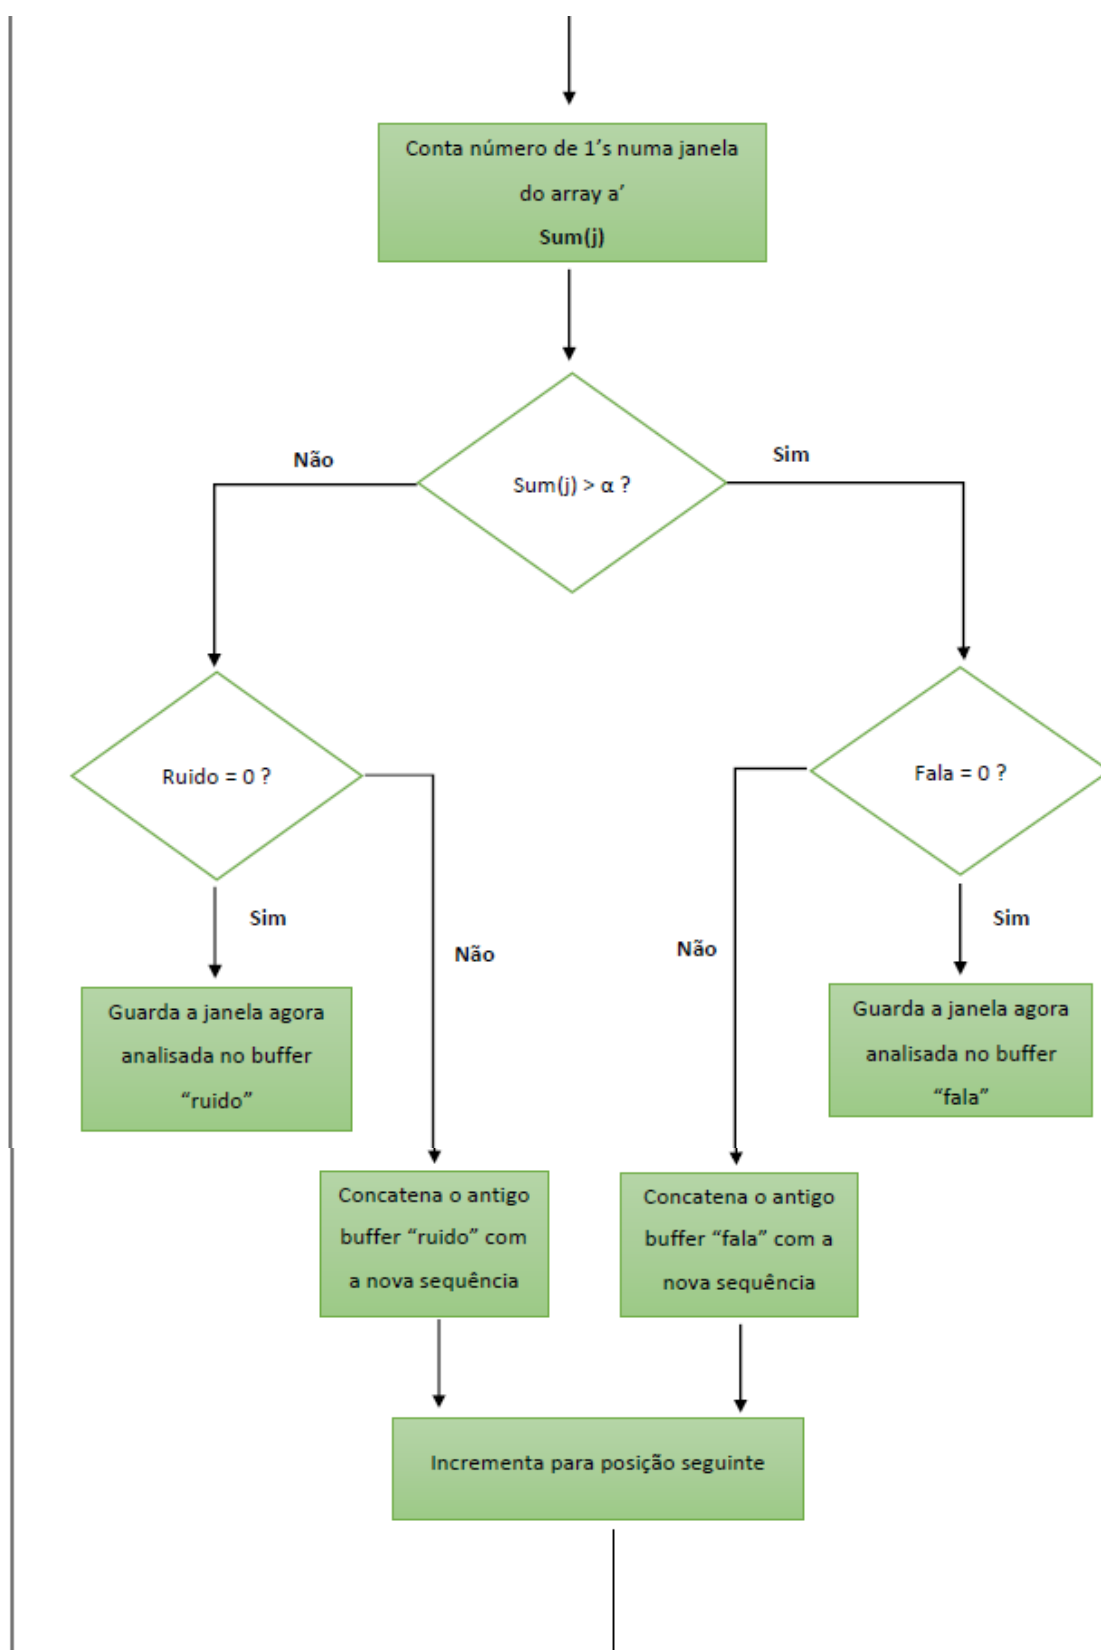 Conta número de 1's numa janela
do array a'
Sum(j)
Não
Sim
Sum(j) > α ?
Ruido = 0 ?
Fala = 0 ?
Sim
Não
Não
Sim
Guarda a janela agora
analisada no buffer
“ruido”
Guarda a janela agora
analisada no buffer
“fala”
Concatena o antigo
buffer “ruido” com
a nova sequência
Concatena o antigo
buffer “fala” com a
nova sequência
Incrementa para posição seguinte